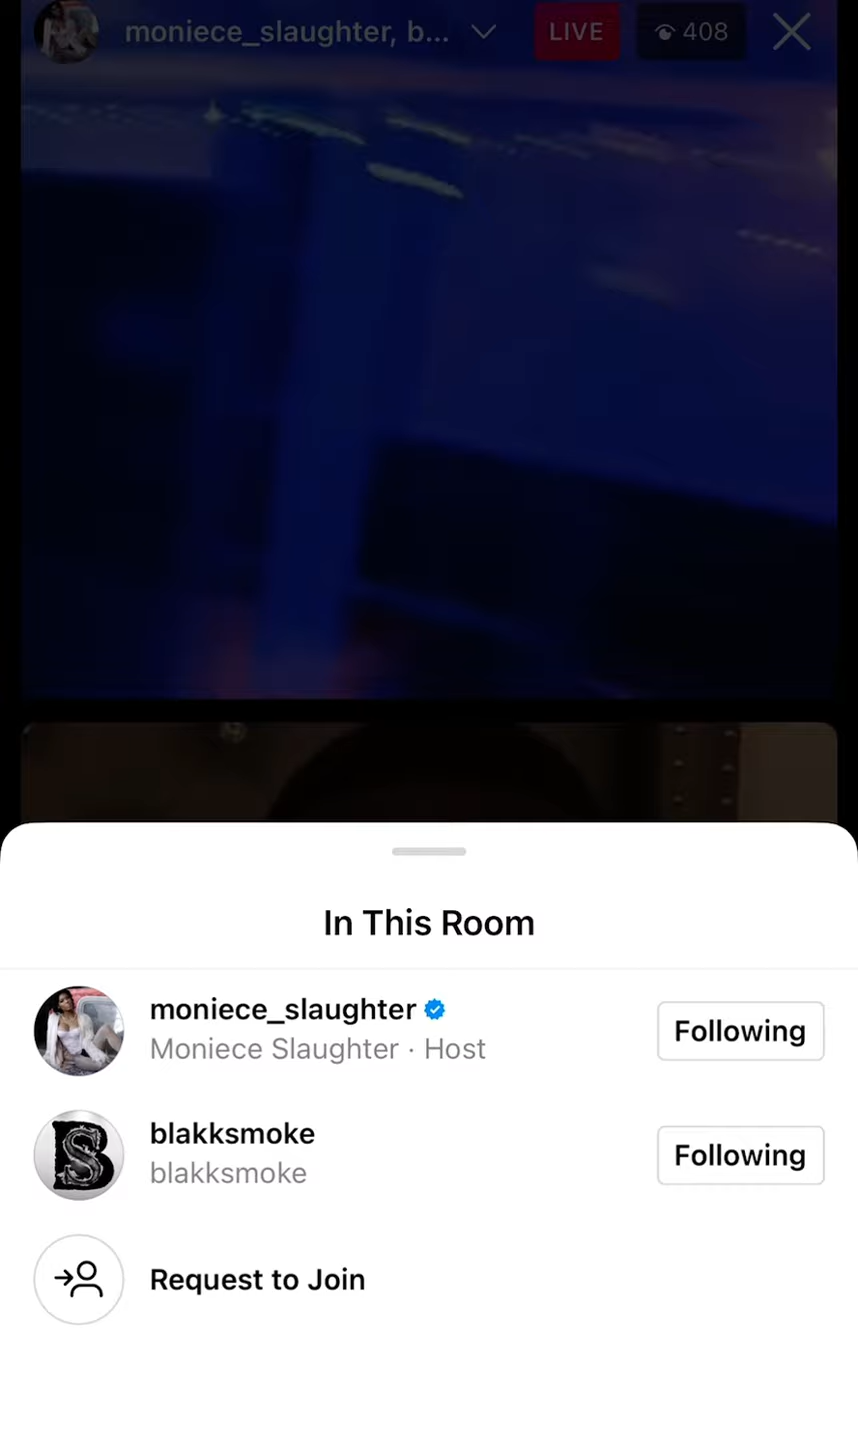 moniece_slaughter, b...
LIVE
408
In This Room
moniece_slaughter
Moniece Slaughter · Host
Following
blakksmoke
blakksmoke
Following
Request to Join